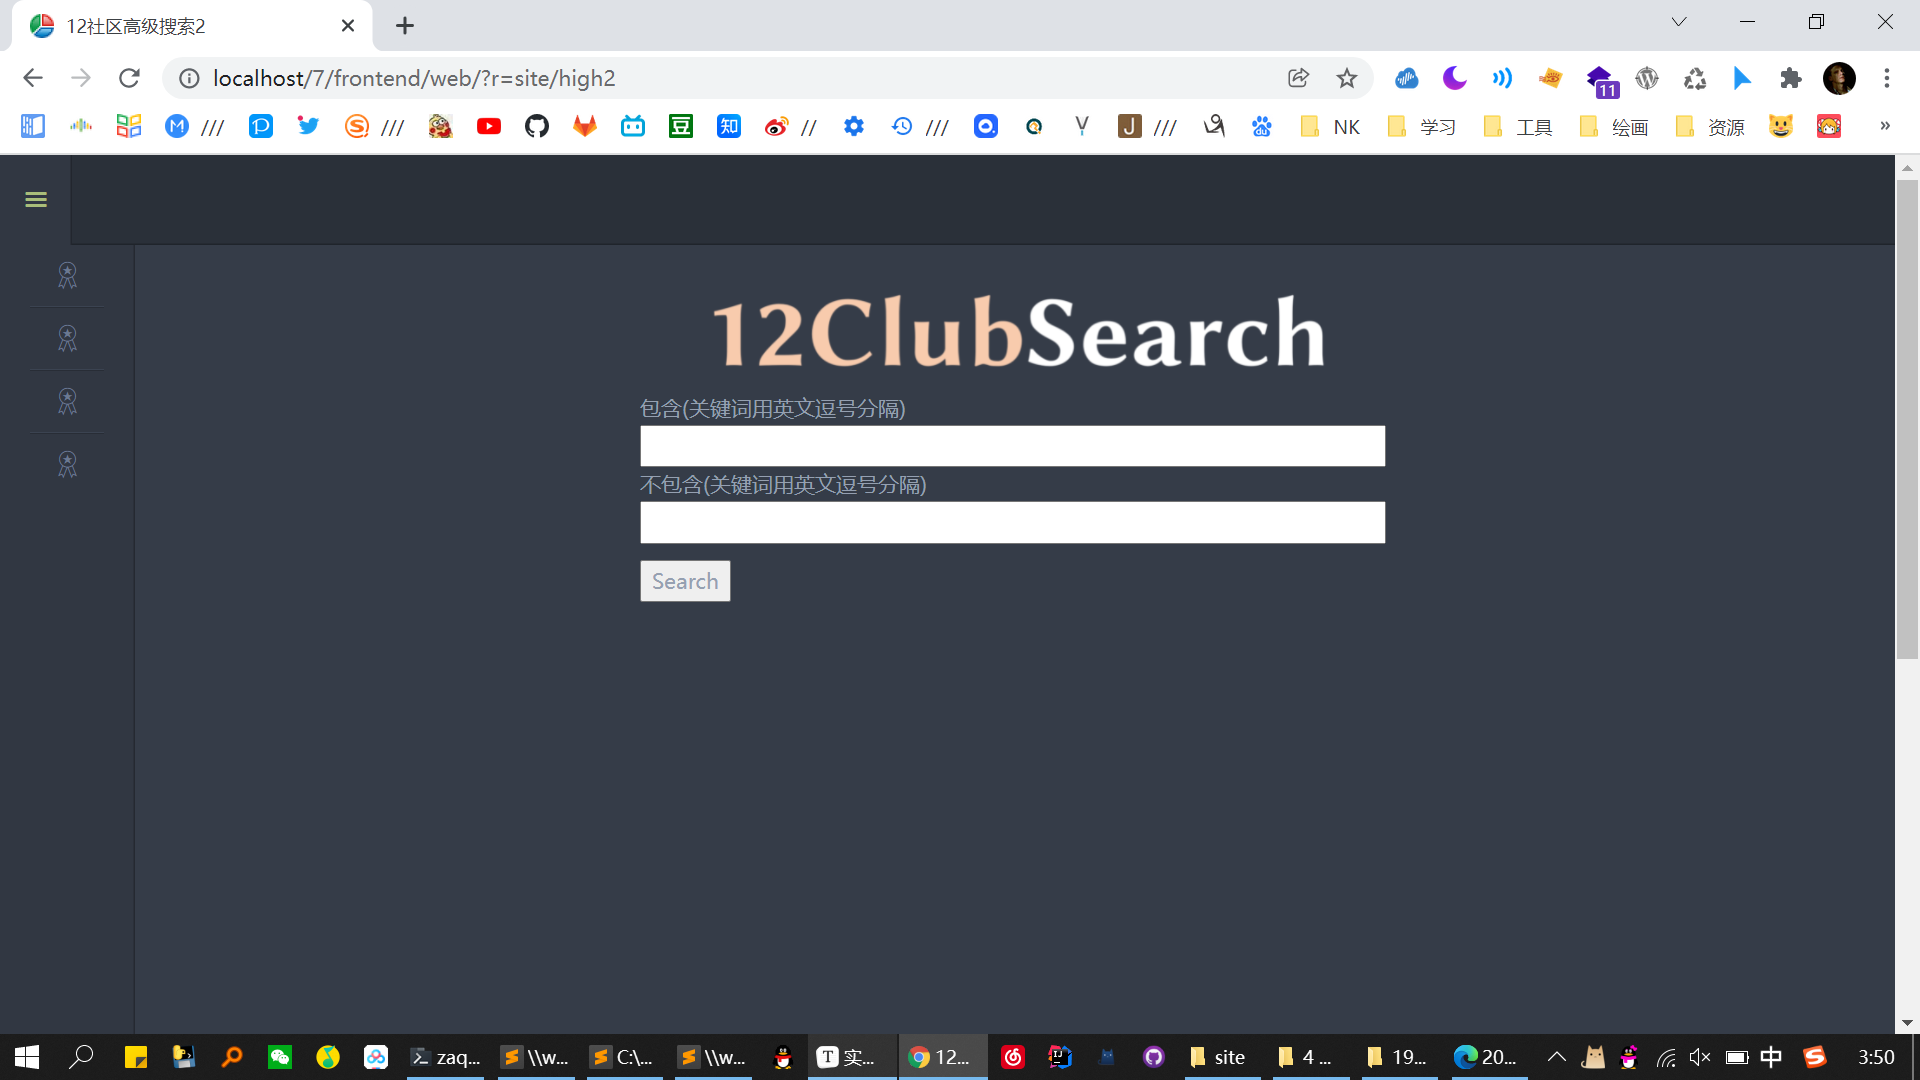 12社区高级搜索2
localhost/7/frontend/web/?r=site/high2
11
///
///
豆
知
//
///
J
///
NK
学习
工具
绘画
资源
»
12ClubSearch
包含(关键词用英文逗号分隔)
不包含(关键词用英文逗号分隔)
Search
zaq...
\\w...
C:\...
\\w...
实...
12...
site
4 ...
19...
20...
中
3:50